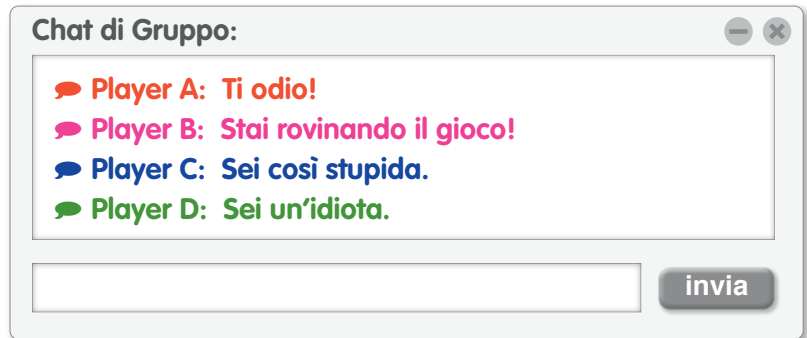 Chat di Gruppo:
Player A: Ti odio!
Player B: Stai rovinando il gioco!
Player C: Sei così stupida.
Player D: Sei un'idiota.
invia